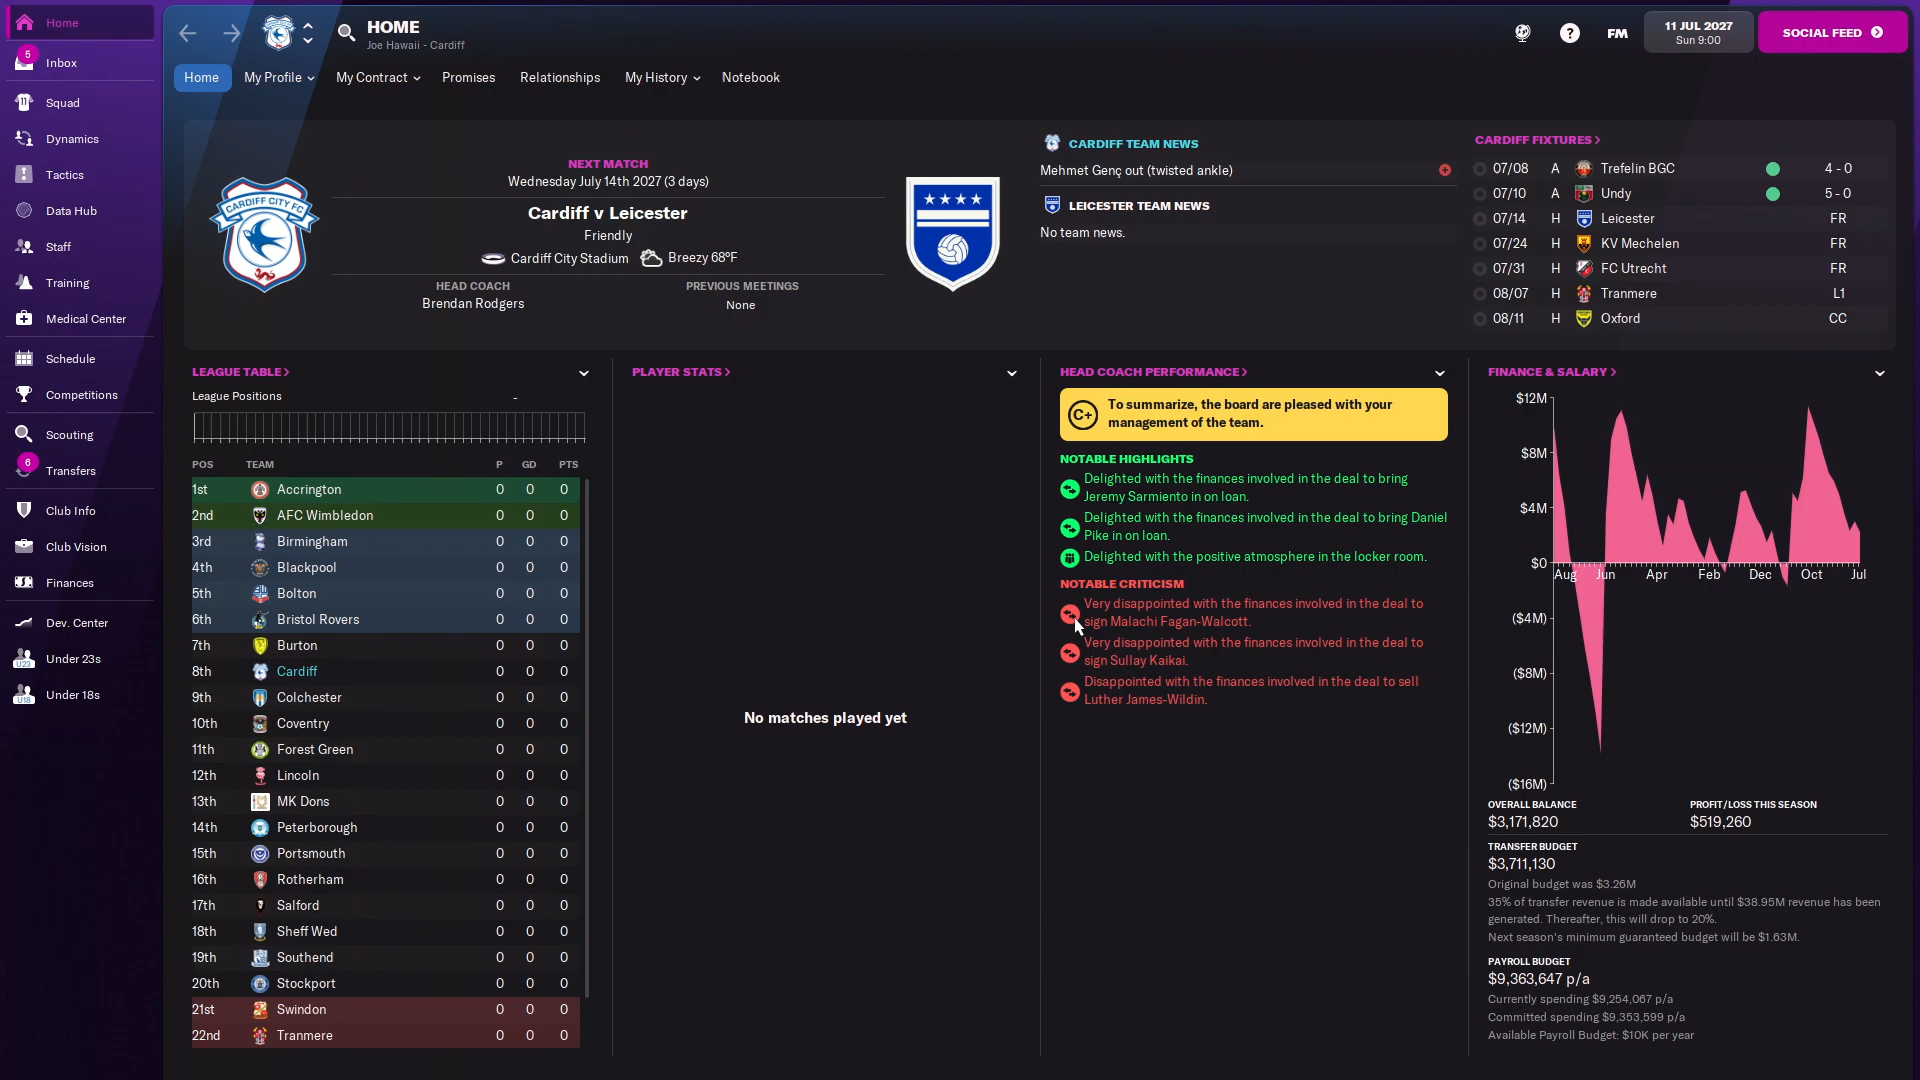 Home
5
Inbox
Squad
Dynamics
Tactics
Data Hub
Staff
Training
Medical Center
Schedule
Competitions
Scouting
6
Transfers
Club Info
Club Vision
Finances
Dev. Center
U23
Under 23s
U18
Under 18s
HOME
Joe Hawaii - Cardiff
FM
11 JUL 2027
Sun 9:00
SOCIAL FEED
Home
My Profile
My Contract
Promises
Relationships
My History
Notebook
CARDIFF CITY FC
NEXT MATCH
Wednesday July 14th 2027 (3 days)
Cardiff v Leicester
Friendly
Cardiff City Stadium
Breezy 68°F
HEAD COACH
Brendan Rodgers
PREVIOUS MEETINGS
None
CARDIFF TEAM NEWS
Mehmet Genç out (twisted ankle)
LEICESTER TEAM NEWS
No team news.
CARDIFF FIXTURES >
07/08 A Trefelin BGC 4 - 0
07/10 A Undy 5 - 0
07/14 H Leicester FR
07/24 H KV Mechelen FR
07/31 H FC Utrecht FR
08/07 H Tranmere L1
08/11 H Oxford CC
LEAGUE TABLE >
League Positions -
POS TEAM P GD PTS
1st Accrington 0 0 0
2nd AFC Wimbledon 0 0 0
3rd Birmingham 0 0 0
4th Blackpool 0 0 0
5th Bolton 0 0 0
6th Bristol Rovers 0 0 0
7th Burton 0 0 0
8th Cardiff 0 0 0
9th Colchester 0 0 0
10th Coventry 0 0 0
11th Forest Green 0 0 0
12th Lincoln 0 0 0
13th MK Dons 0 0 0
14th Peterborough 0 0 0
15th Portsmouth 0 0 0
16th Rotherham 0 0 0
17th Salford 0 0 0
18th Sheff Wed 0 0 0
19th Southend 0 0 0
20th Stockport 0 0 0
21st Swindon 0 0 0
22nd Tranmere 0 0 0
PLAYER STATS >
No matches played yet
HEAD COACH PERFORMANCE >
C+
To summarize, the board are pleased with your
management of the team.
NOTABLE HIGHLIGHTS
Delighted with the finances involved in the deal to bring
Jeremy Sarmiento in on loan.
Delighted with the finances involved in the deal to bring Daniel
Pike in on loan.
Delighted with the positive atmosphere in the locker room.
NOTABLE CRITICISM
Very disappointed with the finances involved in the deal to
sign Malachi Fagan-Walcott.
Very disappointed with the finances involved in the deal to
sign Sullay Kaikai.
Disappointed with the finances involved in the deal to sell
Luther James-Wildin.
FINANCE & SALARY >
$12M
$8M
$4M
$0
Aug Jun Apr Feb Dec Oct Jul
($4M)
($8M)
($12M)
($16M)
OVERALL BALANCE
$3,171,820
PROFIT/LOSS THIS SEASON
$519,260
TRANSFER BUDGET
$3,711,130
Original budget was $3.26M
35% of transfer revenue is made available until $38.95M revenue has been
generated. Thereafter, this will drop to 20%.
Next season's minimum guaranteed budget will be $1.63M.
PAYROLL BUDGET
$9,363,647 p/a
Currently spending $9,254,067 p/a
Committed spending $9,353,599 p/a
Available Payroll Budget: $10K per year